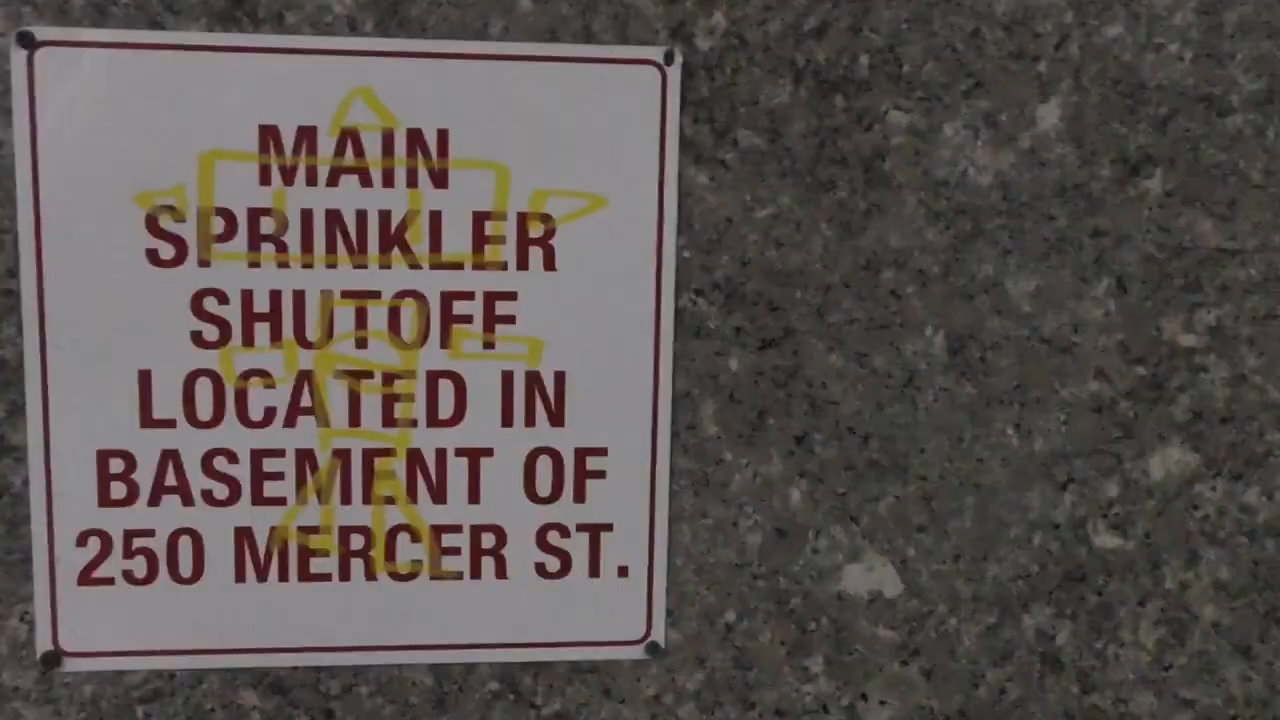 MAIN
SPRINKLER
SHUTOFF
LOCATED IN
BASEMENT OF
250 MERCER ST.